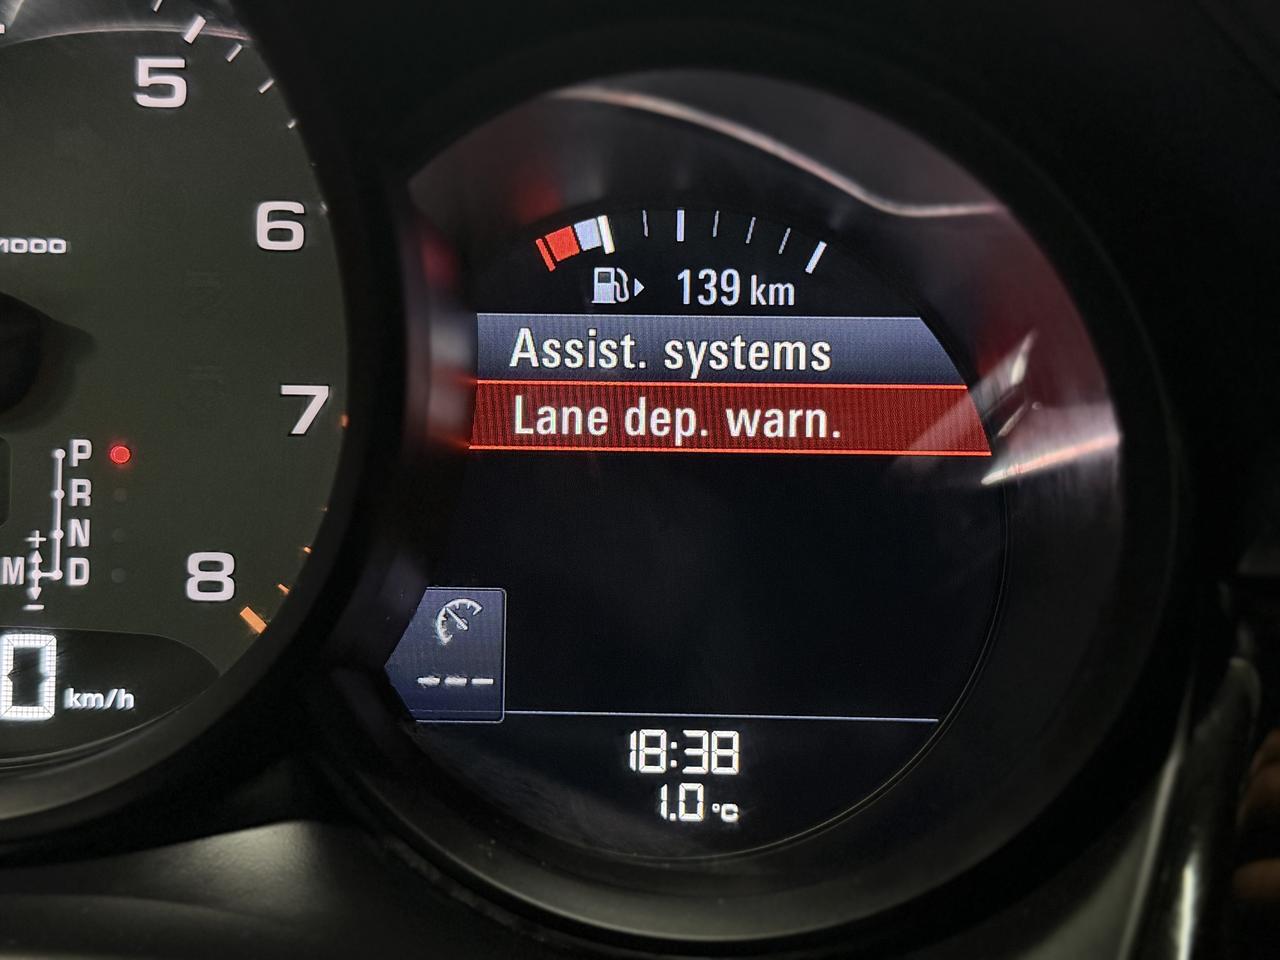 5
6
1000
7
8
P
R
N
M D
+
-
0 km/h
139 km
Assist. systems
Lane dep. warn.
---
18:38
1.0 °C